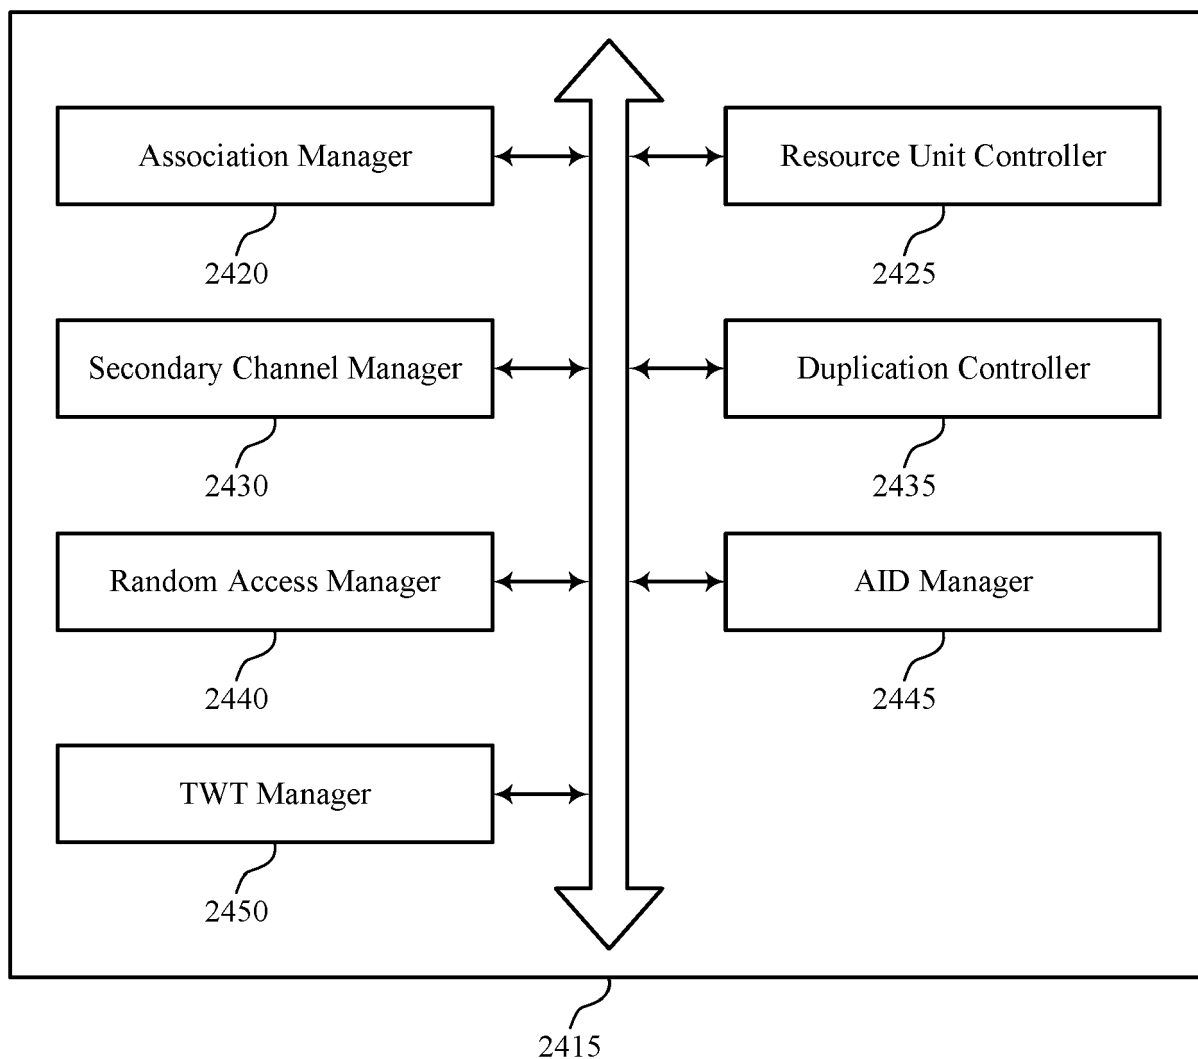 Association Manager
Resource Unit Controller
2420
2425
Secondary Channel Manager
Duplication Controller
2430
2435
Random Access Manager
AID Manager
2440
2445
TWT Manager
2450
2415